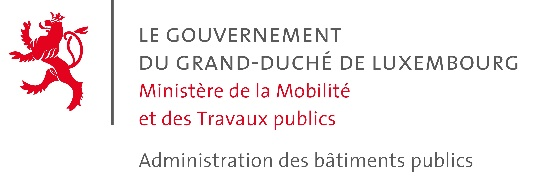 LE GOUVERNEMENT
DU GRAND-DUCHÉ DE LUXEMBOURG
Ministère de la Mobilité
et des Travaux publics
Administration des bâtiments publics